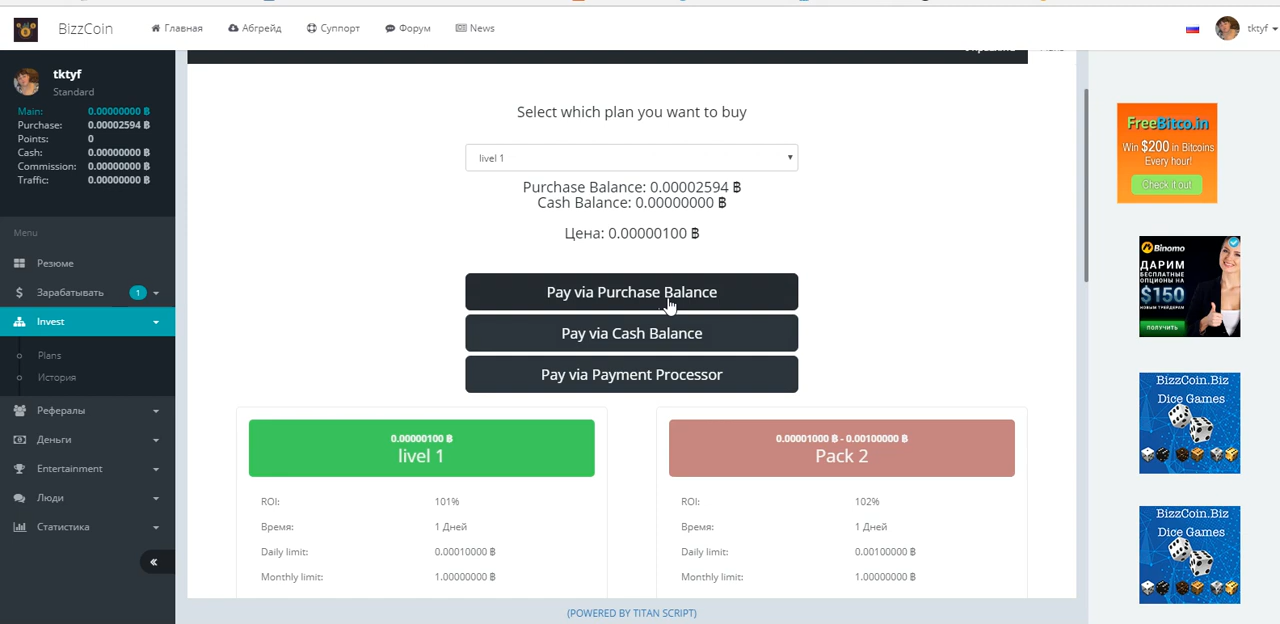 BizzCoin
Главная
Абгрейд
Суппорт
Форум
News
tktyf
tktyf
Standard
Main: 0.00000000 ฿
Purchase: 0.00002594 ฿
Points: 0
Cash: 0.00000000 ฿
Commission: 0.00000000 ฿
Traffic: 0.00000000 ฿
Menu
Резюме
Зарабатывать 1
Invest
Plans
История
Рефералы
Деньги
Entertainment
Люди
Статистика
Select which plan you want to buy
livel 1
Purchase Balance: 0.00002594 ฿
Cash Balance: 0.00000000 ฿
Цена: 0.00000100 ฿
Pay via Purchase Balance
Pay via Cash Balance
Pay via Payment Processor
0.00000100 ฿
livel 1
ROI: 101%
Время: 1 Дней
Daily limit: 0.00010000 ฿
Monthly limit: 1.00000000 ฿
0.00001000 ฿ - 0.00100000 ฿
Pack 2
ROI: 102%
Время: 1 Дней
Daily limit: 0.00100000 ฿
Monthly limit: 1.00000000 ฿
(POWERED BY TITAN SCRIPT)
FreeBitco.in
Win $200 in Bitcoins
Every hour!
Check it out!
Binomo
ДАРИМ
БЕСПЛАТНЫЕ
ОПЦИОНЫ НА
$150
НОВЫМ ТРЕЙДЕРАМ
ПОЛУЧИТЬ
BizzCoin.Biz
Dice Games
BizzCoin.Biz
Dice Games